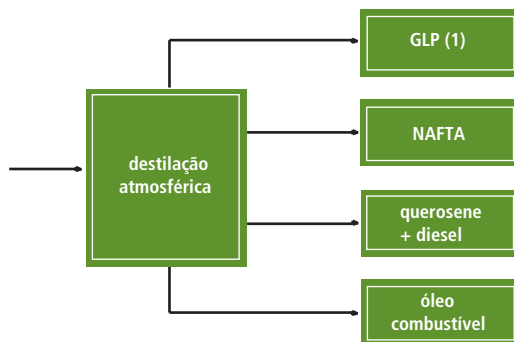 GLP (1)
NAFTA
destilação
atmosférica
querosene
+ diesel
óleo
combustível